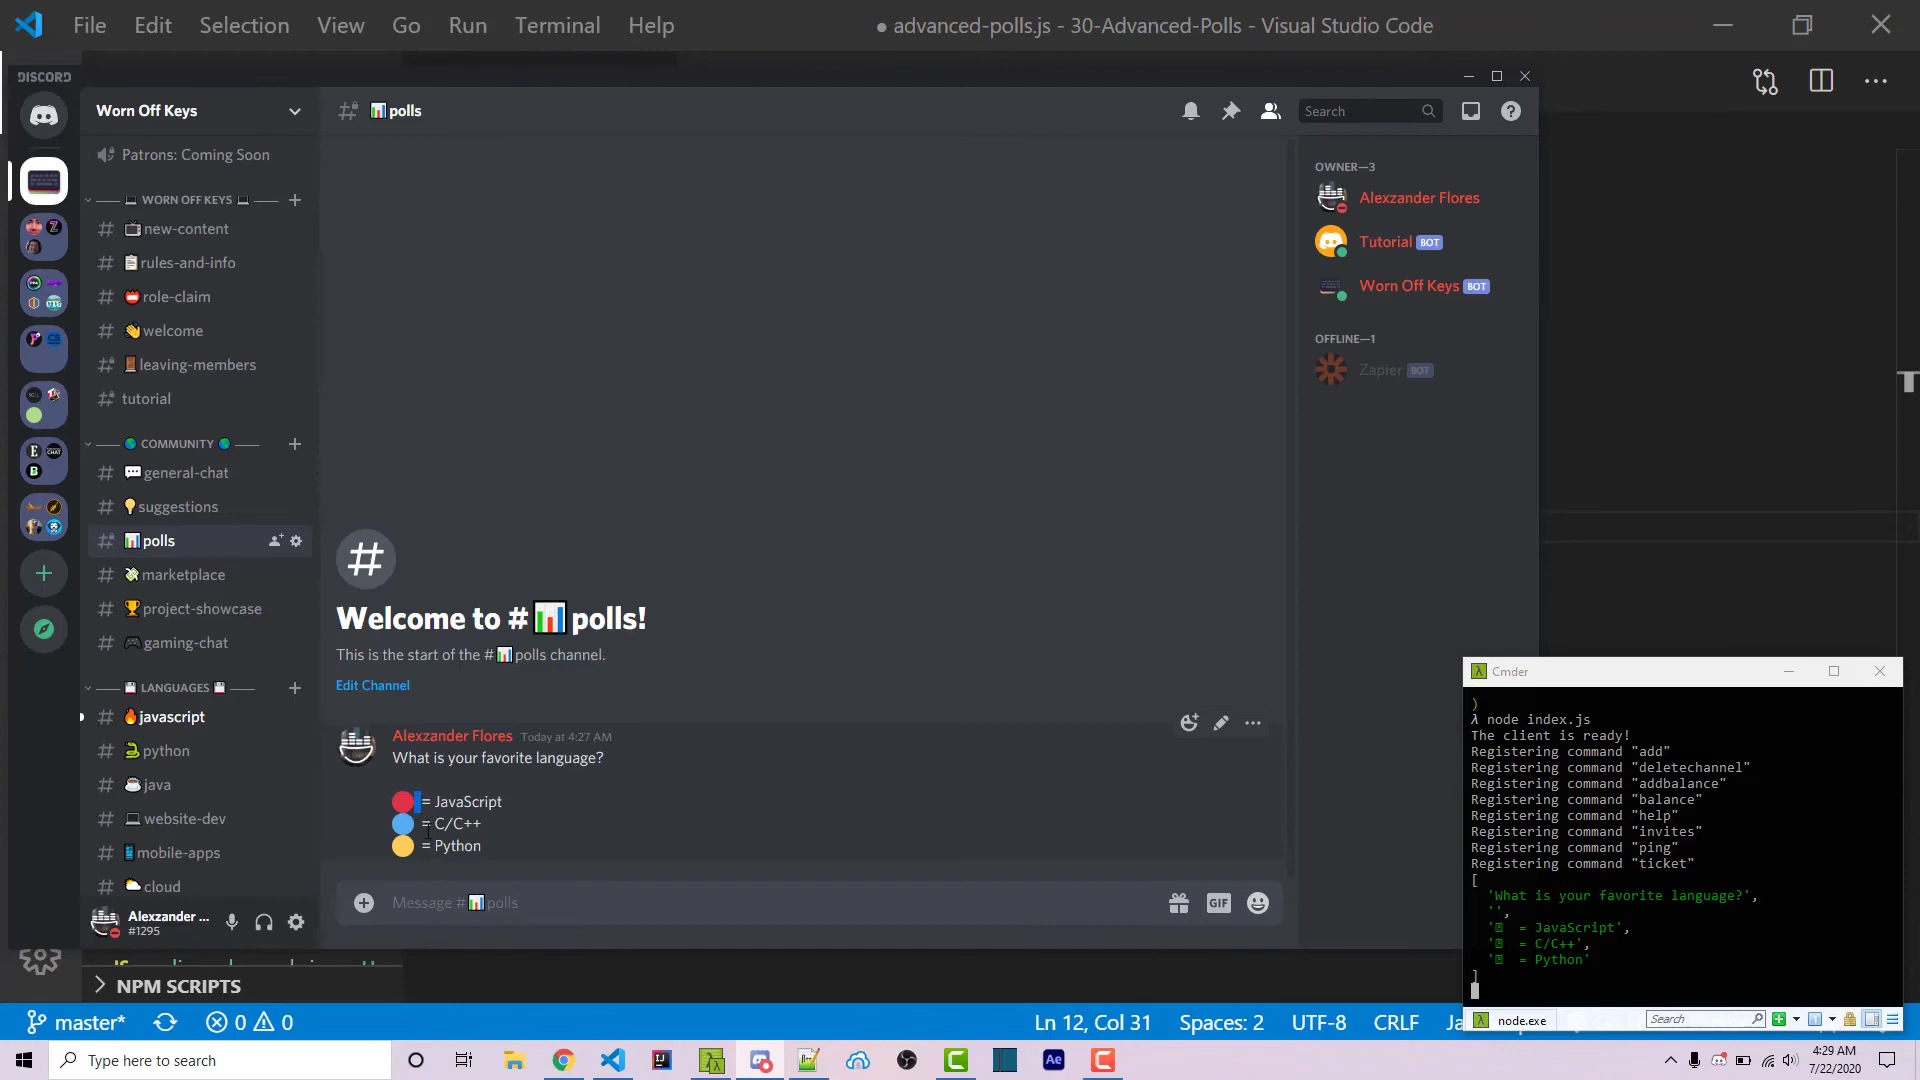 File Edit Selection View Go Run Terminal Help
● advanced-polls.js - 30-Advanced-Polls - Visual Studio Code
DISCORD
Worn Off Keys
Patrons: Coming Soon
WORN OFF KEYS
new-content
rules-and-info
role-claim
welcome
leaving-members
tutorial
COMMUNITY
general-chat
suggestions
polls
marketplace
project-showcase
gaming-chat
LANGUAGES
javascript
python
java
website-dev
mobile-apps
cloud
Alexzander ...
#1295
📊polls
Search
Welcome to #📊polls!
This is the start of the #📊polls channel.
Edit Channel
Alexzander Flores Today at 4:27 AM
What is your favorite language?
🔴 = JavaScript
🔵 = C/C++
🟡 = Python
Message #📊polls
GIF
OWNER—3
Alexzander Flores
Tutorial BOT
Worn Off Keys BOT
OFFLINE—1
Zapier BOT
Cmder
)
λ node index.js
The client is ready!
Registering command "add"
Registering command "deletechannel"
Registering command "addbalance"
Registering command "balance"
Registering command "help"
Registering command "invites"
Registering command "ping"
Registering command "ticket"
[
'What is your favorite language?',
'',
'⍰ = JavaScript',
'⍰ = C/C++',
'⍰ = Python'
]
node.exe
Search
NPM SCRIPTS
master* 0 0
Ln 12, Col 31 Spaces: 2 UTF-8 CRLF
Type here to search
Ae
4:29 AM
7/22/2020